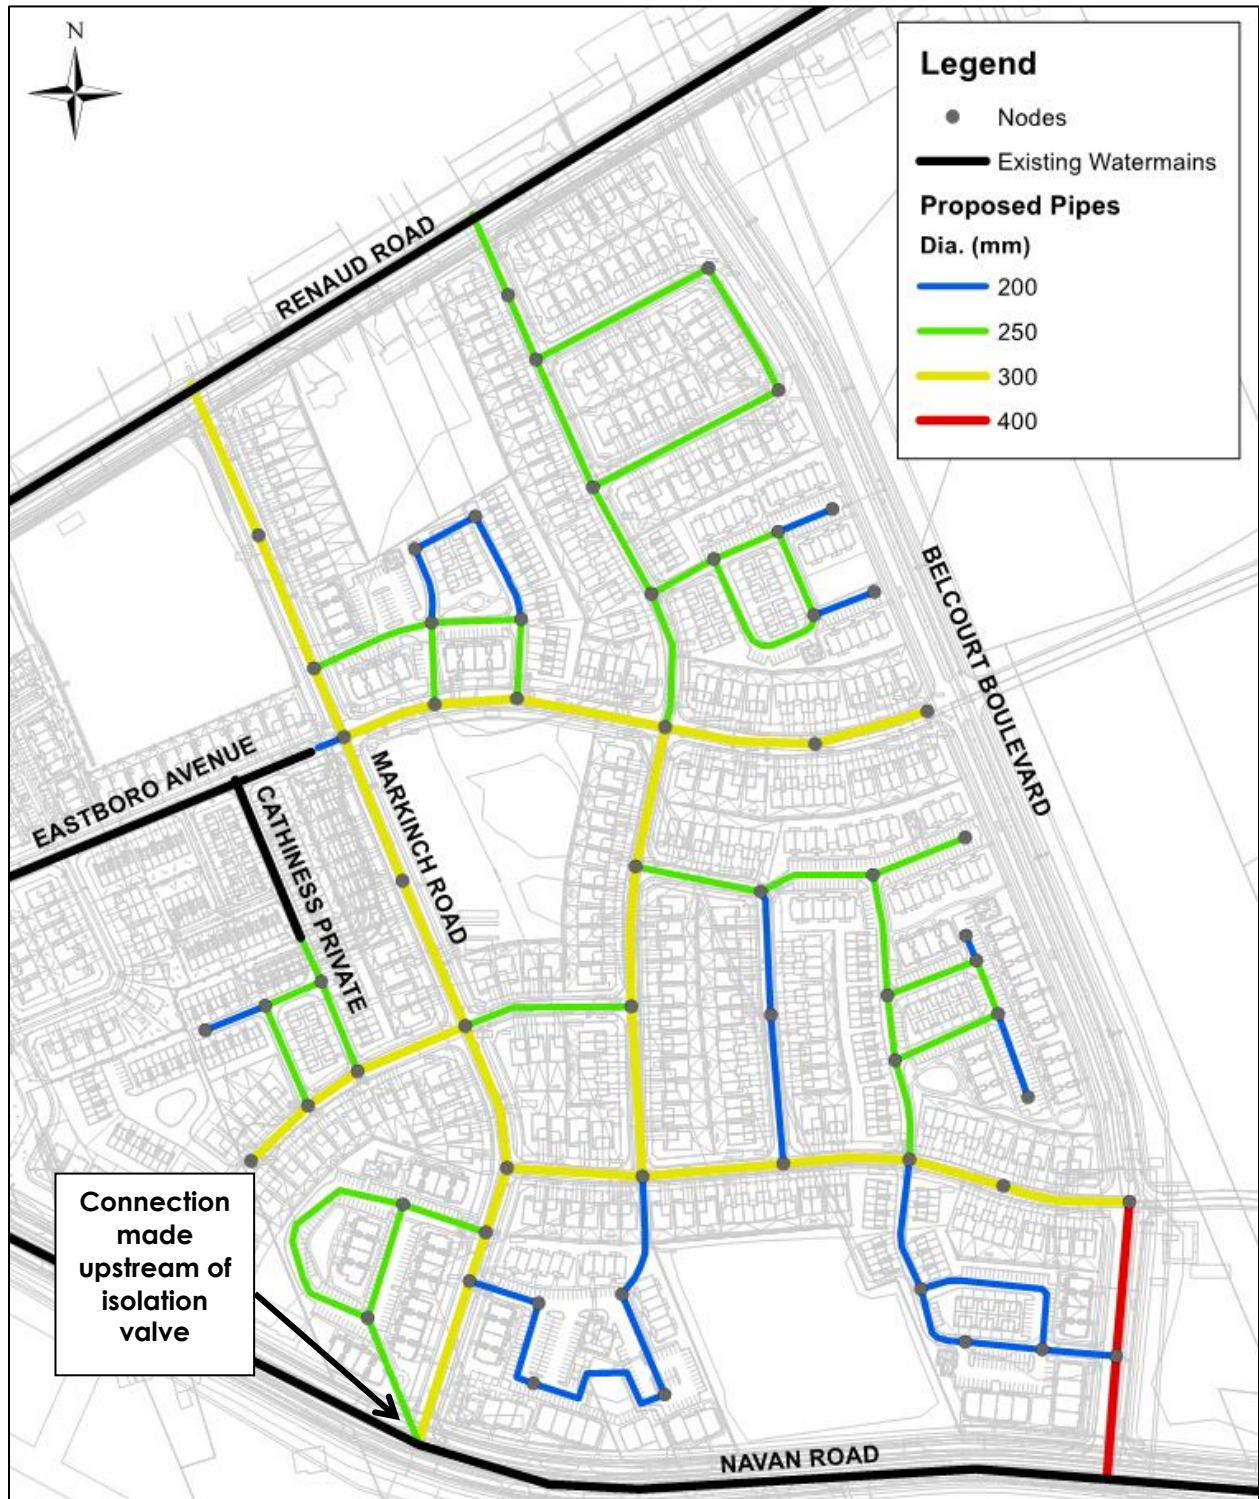 N
Legend
Nodes
Existing Watermains
Proposed Pipes
Dia. (mm)
200
250
300
400
RENAUD ROAD
BELCOURT BOULEVARD
EASTBORO AVENUE
MARKINCH ROAD
CATHINESS PRIVATE
Connection
made
upstream of
isolation
valve
NAVAN ROAD